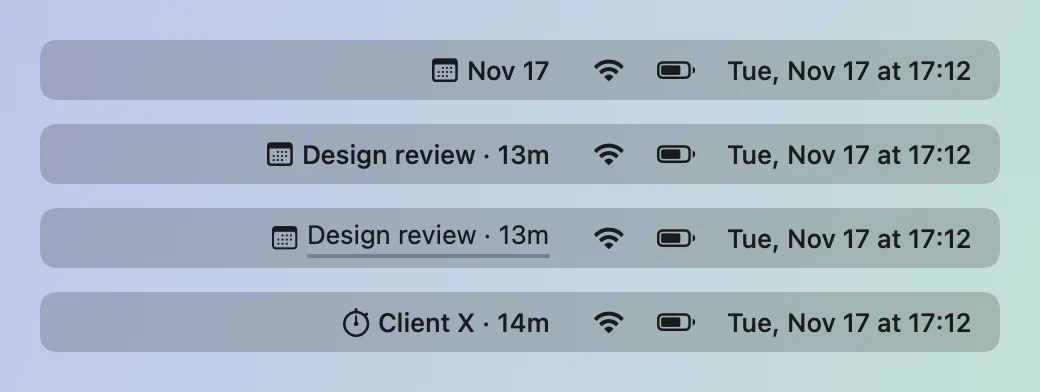 Nov 17 Tue, Nov 17 at 17:12
Design review · 13m Tue, Nov 17 at 17:12
Design review · 13m Tue, Nov 17 at 17:12
Client X · 14m Tue, Nov 17 at 17:12